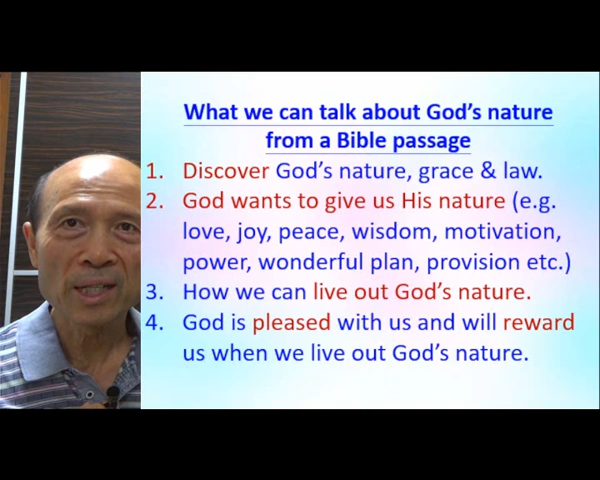 What we can talk about God's nature
from a Bible passage
1. Discover God's nature, grace & law.
2. God wants to give us His nature (e.g.
love, joy, peace, wisdom, motivation,
power, wonderful plan, provision etc.)
3. How we can live out God's nature.
4. God is pleased with us and will reward
us when we live out God's nature.